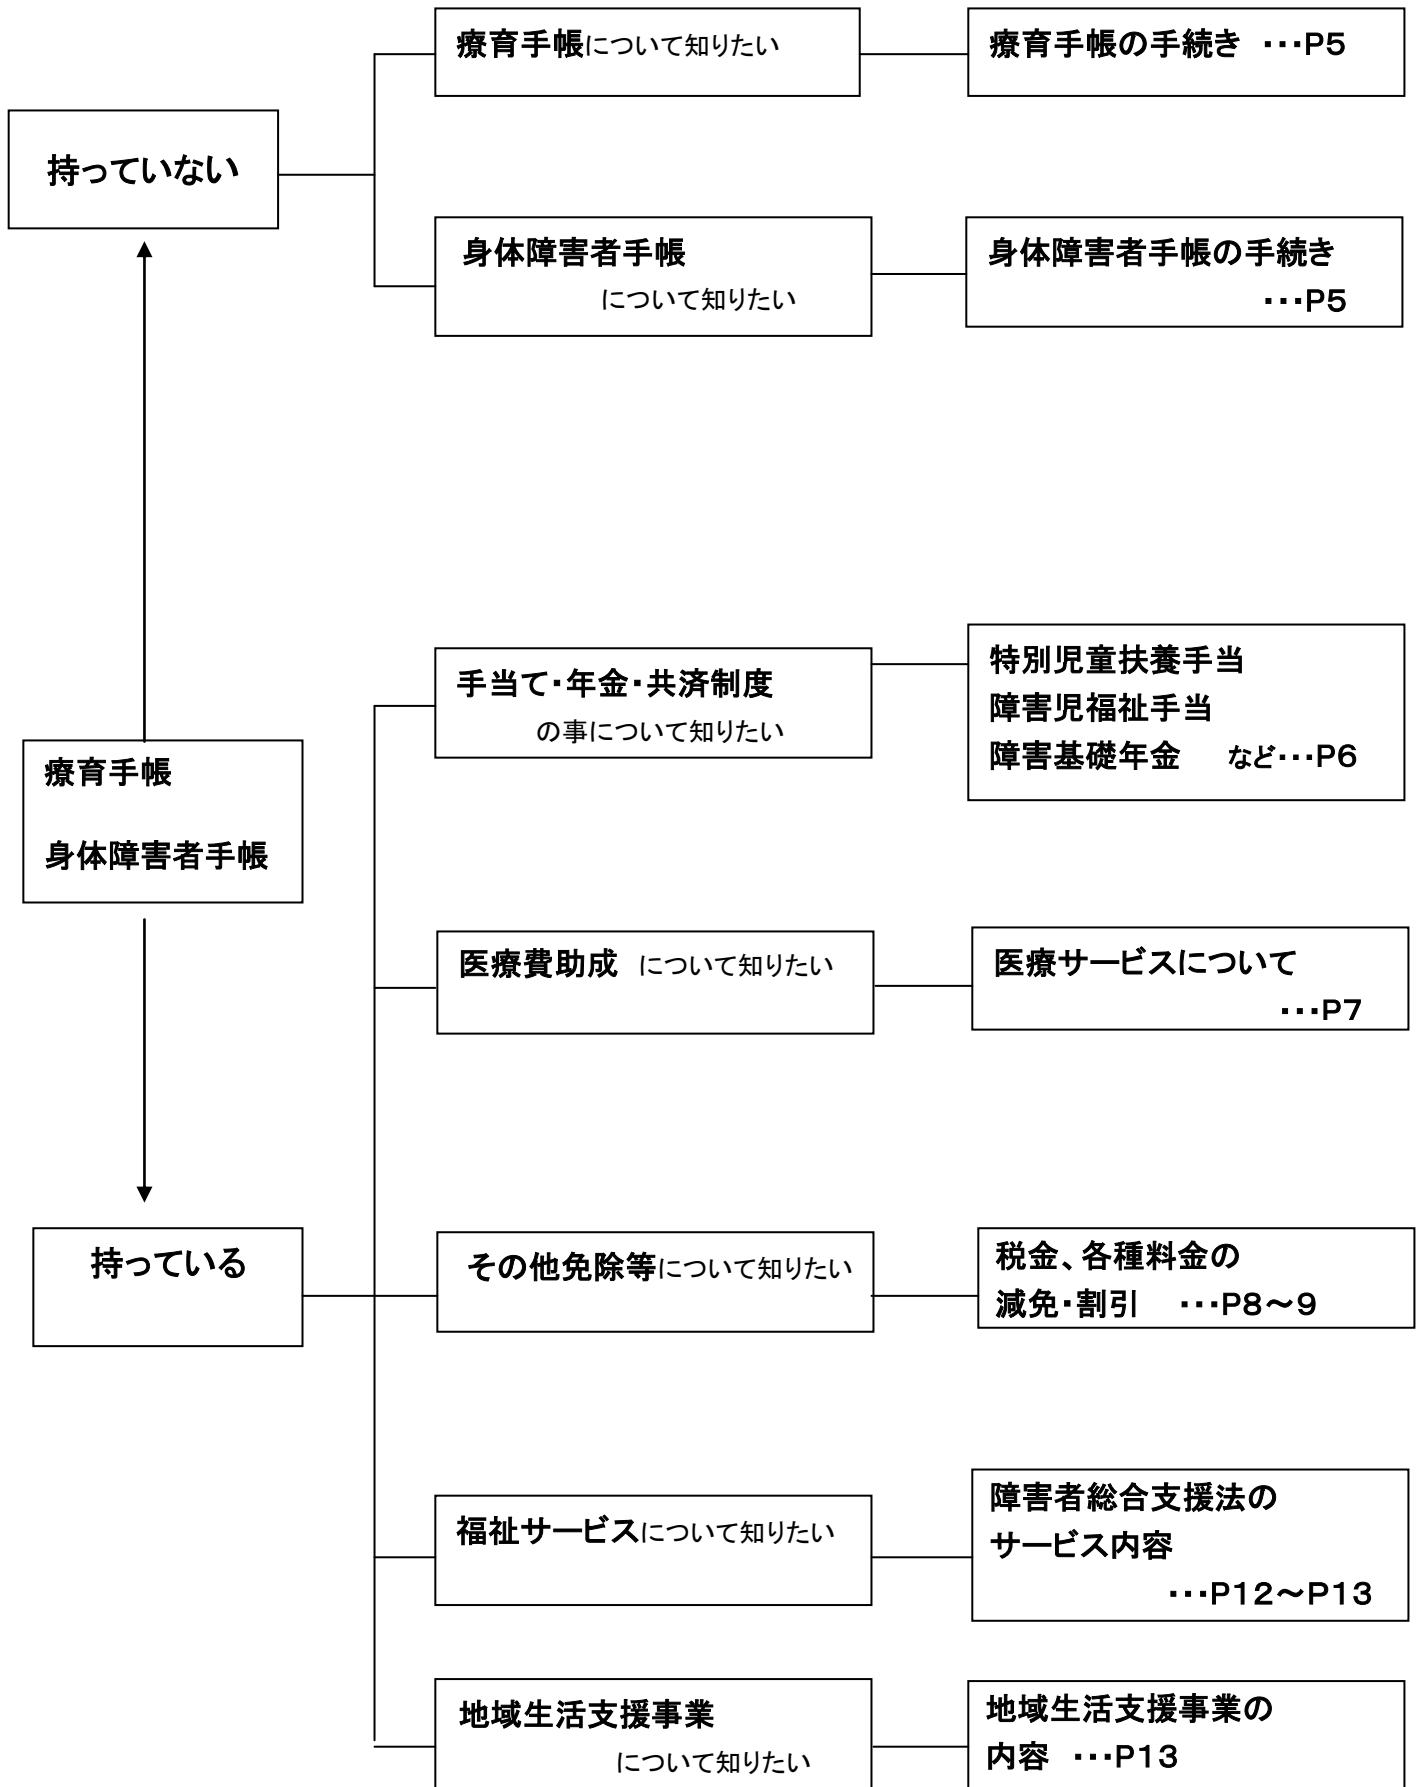 療育手帳について知りたい
療育手帳の手続き ･･･P5
持っていない
身体障害者手帳
について知りたい
身体障害者手帳の手続き
･･･P5
手当て・年金・共済制度
の事について知りたい
特別児童扶養手当
障害児福祉手当
障害基礎年金 など･･･P6
療育手帳
身体障害者手帳
医療費助成 について知りたい
医療サービスについて
･･･P7
持っている
その他免除等について知りたい
税金、各種料金の
減免・割引 ･･･P8～9
福祉サービスについて知りたい
障害者総合支援法の
サービス内容
･･･P12～P13
地域生活支援事業
について知りたい
地域生活支援事業の
内容 ･･･P13